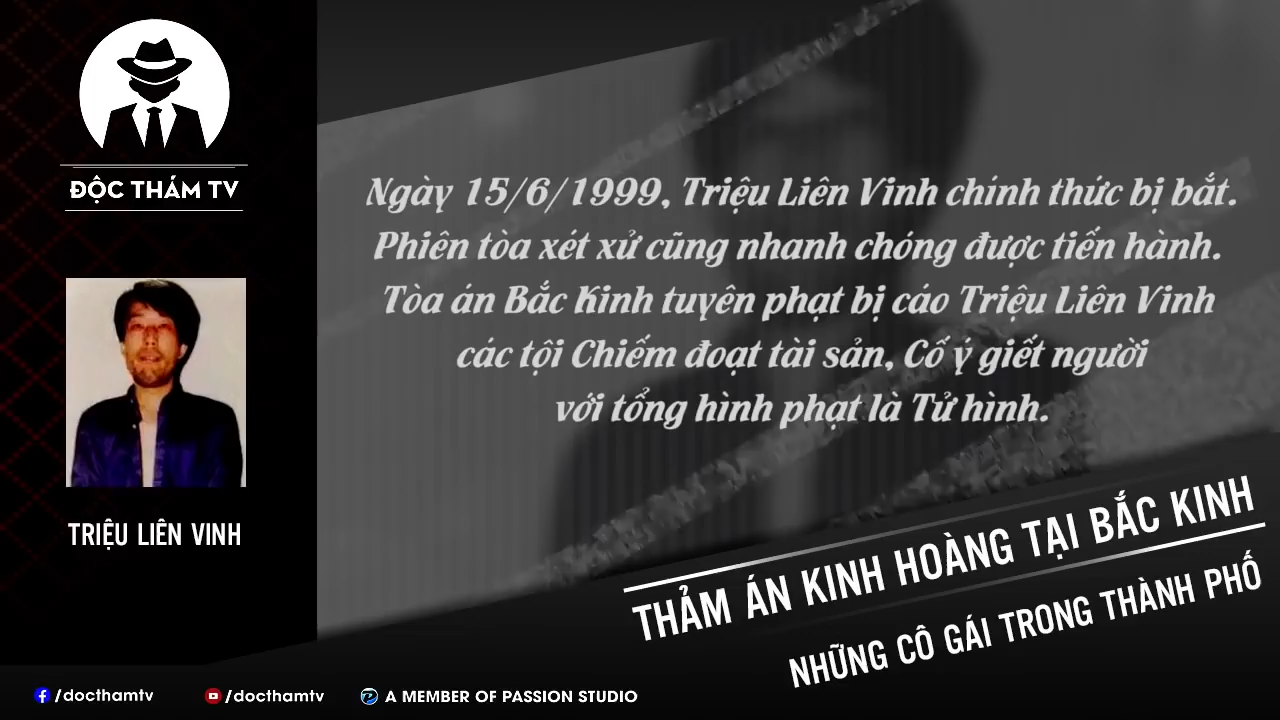 ĐỘC THÁM TV
TRIỆU LIÊN VINH
Ngày 15/6/1999, Triệu Liên Vinh chính thức bị bắt.
Phiên tòa xét xử cũng nhanh chóng được tiến hành.
Tòa án Bắc Kinh tuyên phạt bị cáo Triệu Liên Vinh
các tội Chiếm đoạt tài sản, Cố ý giết người
với tổng hình phạt là Tử hình.
THẢM ÁN KINH HOÀNG TẠI BẮC KINH
NHỮNG CÔ GÁI TRONG THÀNH PHỐ
/docthamtv /docthamtv A MEMBER OF PASSION STUDIO